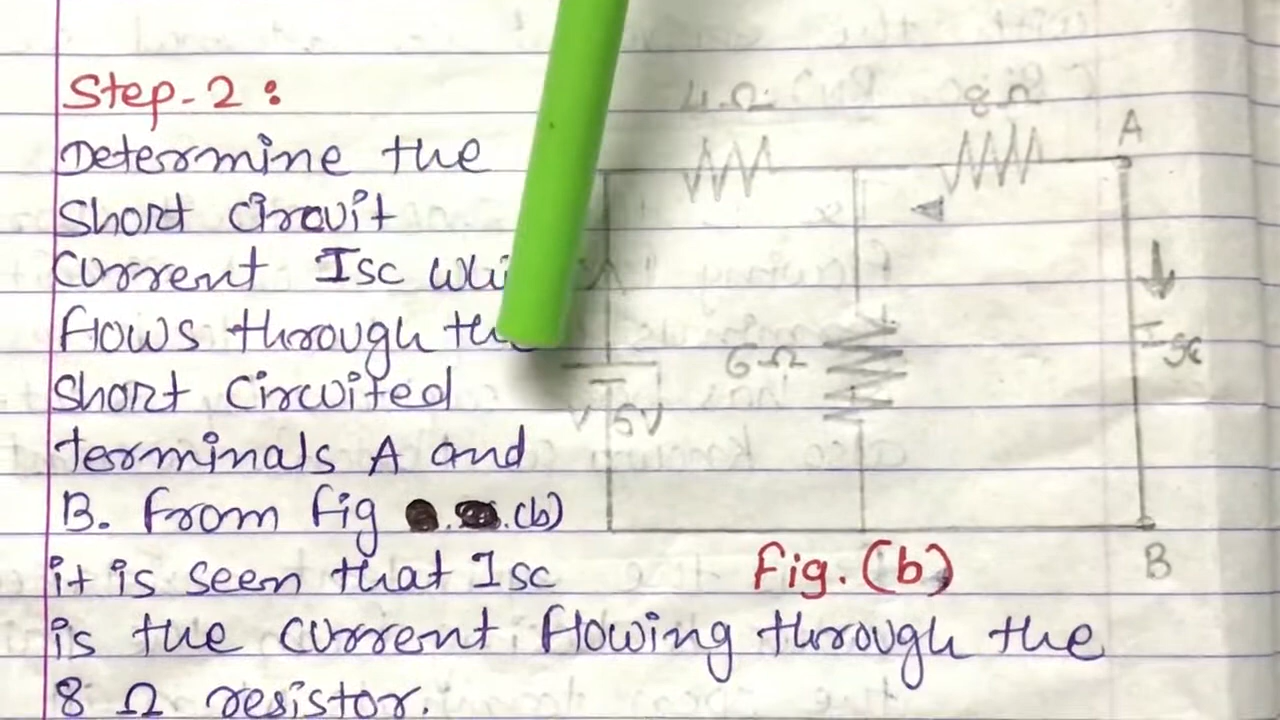 Step-2:
Determine the
short circuit
current Isc
flows through
short circuited
terminals A and
B. From fig (b)
it is seen that Isc
is the current flowing through the
8 Ω resistor.
4Ω 8Ω
A
6Ω
Isc
5V
B
Fig. (b)